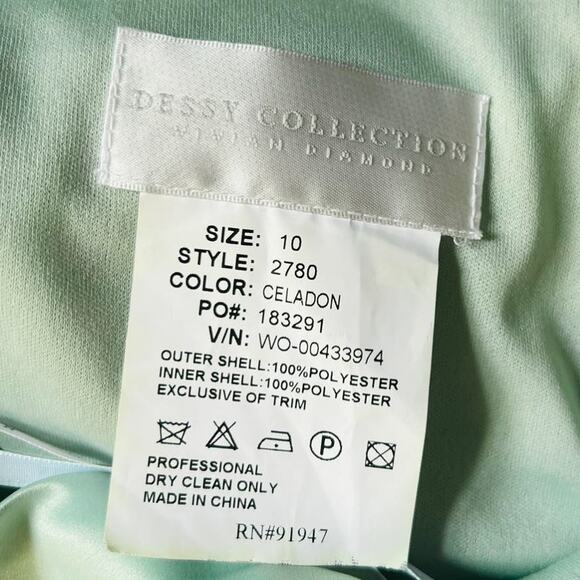 DESSY COLLECTION
VIVIAN DIAMOND
SIZE: 10
STYLE: 2780
COLOR: CELADON
PO#: 183291
V/N: WO-00433974
OUTER SHELL:100%POLYESTER
INNER SHELL:100%POLYESTER
EXCLUSIVE OF TRIM
P
PROFESSIONAL
DRY CLEAN ONLY
MADE IN CHINA
RN#91947